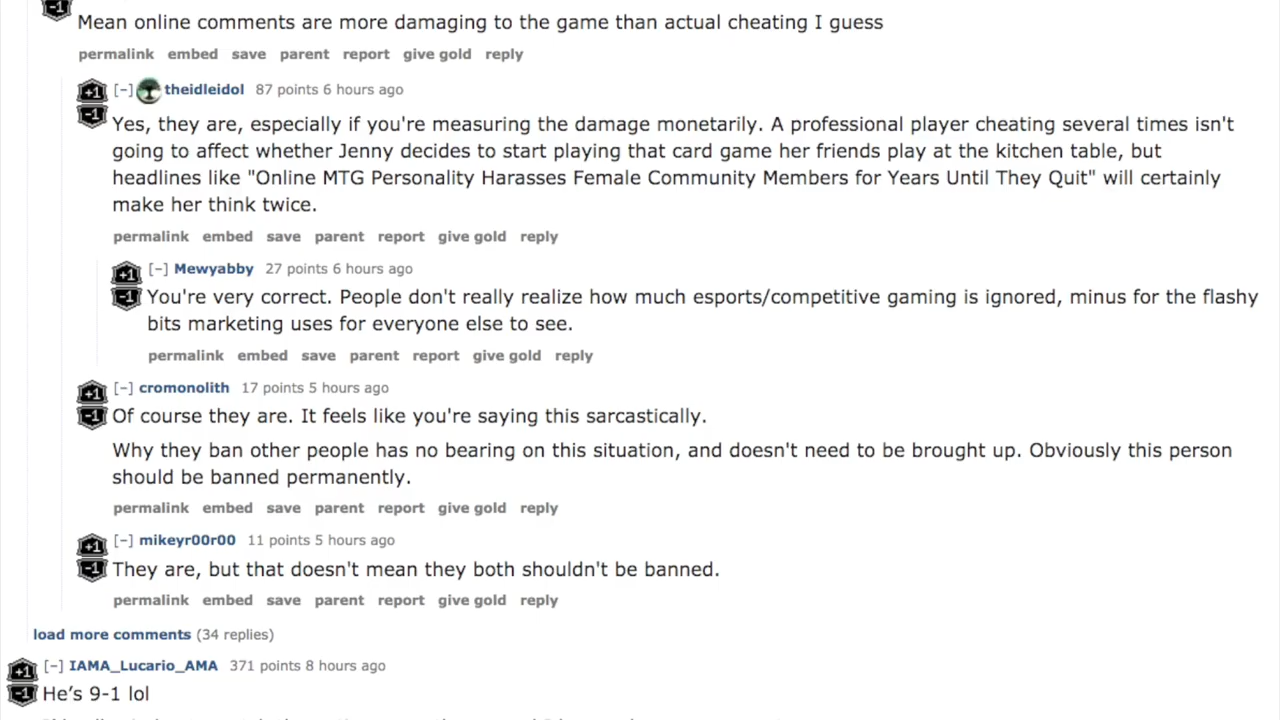 -1
Mean online comments are more damaging to the game than actual cheating I guess
permalink embed save parent report give gold reply
+1 [–] theidleidol 87 points 6 hours ago
-1
Yes, they are, especially if you're measuring the damage monetarily. A professional player cheating several times isn't
going to affect whether Jenny decides to start playing that card game her friends play at the kitchen table, but
headlines like "Online MTG Personality Harasses Female Community Members for Years Until They Quit" will certainly
make her think twice.
permalink embed save parent report give gold reply
+1 [–] Mewyabby 27 points 6 hours ago
-1 You're very correct. People don't really realize how much esports/competitive gaming is ignored, minus for the flashy
bits marketing uses for everyone else to see.
permalink embed save parent report give gold reply
+1 [–] cromonolith 17 points 5 hours ago
-1 Of course they are. It feels like you're saying this sarcastically.
Why they ban other people has no bearing on this situation, and doesn't need to be brought up. Obviously this person
should be banned permanently.
permalink embed save parent report give gold reply
+1 [–] mikeyr00r00 11 points 5 hours ago
-1 They are, but that doesn't mean they both shouldn't be banned.
permalink embed save parent report give gold reply
load more comments (34 replies)
+1 [–] IAMA_Lucario_AMA 371 points 8 hours ago
-1 He's 9-1 lol